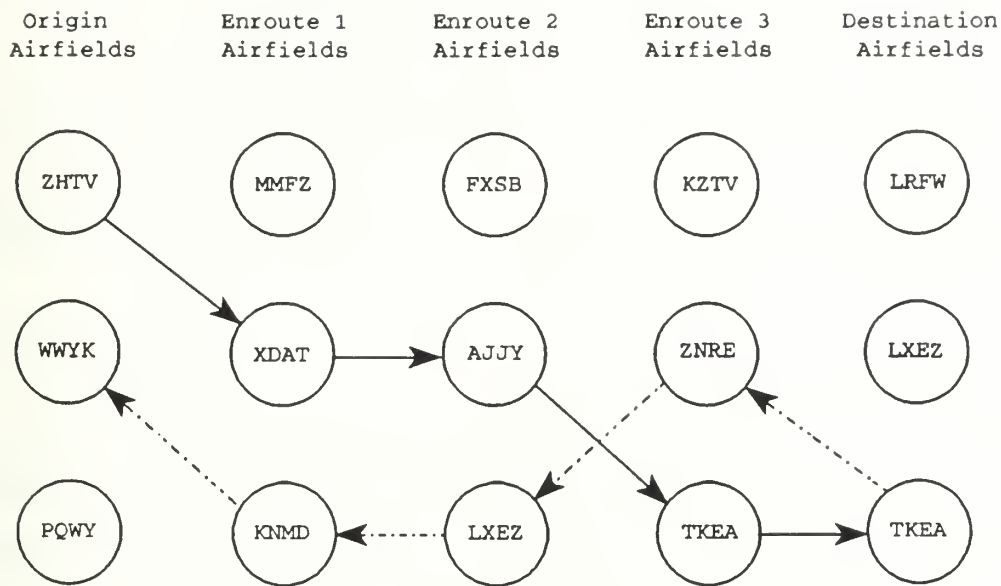 Origin Enroute 1 Enroute 2 Enroute 3 Destination
Airfields Airfields Airfields Airfields Airfields
ZHTV MMFZ FXSB KZTV LRFW
WWYK XDAT AJJY ZNRE LXEZ
PQWY KNMD LXEZ TKEA TKEA